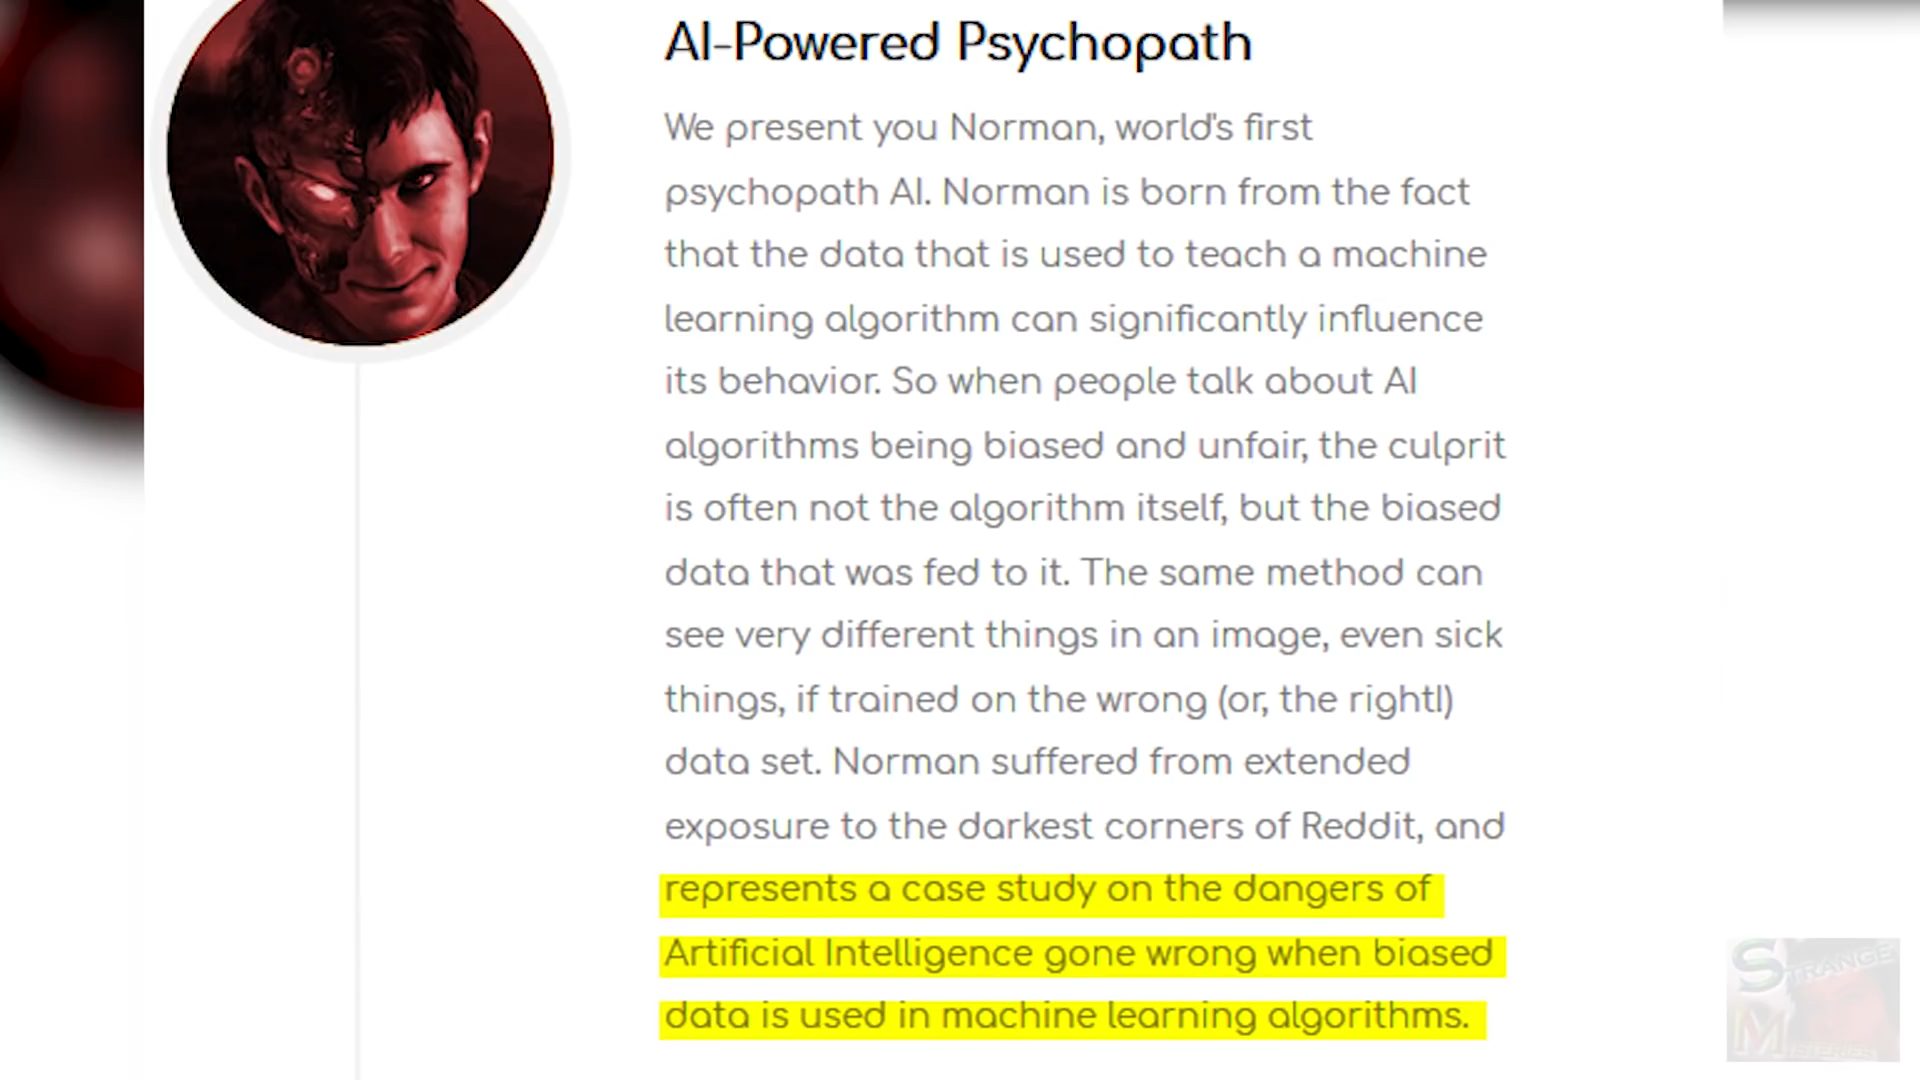 AI-Powered Psychopath
We present you Norman, world's first
psychopath AI. Norman is born from the fact
that the data that is used to teach a machine
learning algorithm can significantly influence
its behavior. So when people talk about AI
algorithms being biased and unfair, the culprit
is often not the algorithm itself, but the biased
data that was fed to it. The same method can
see very different things in an image, even sick
things, if trained on the wrong (or, the right!)
data set. Norman suffered from extended
exposure to the darkest corners of Reddit, and
represents a case study on the dangers of
Artificial Intelligence gone wrong when biased
data is used in machine learning algorithms.
STRANGE
MYSTERIES